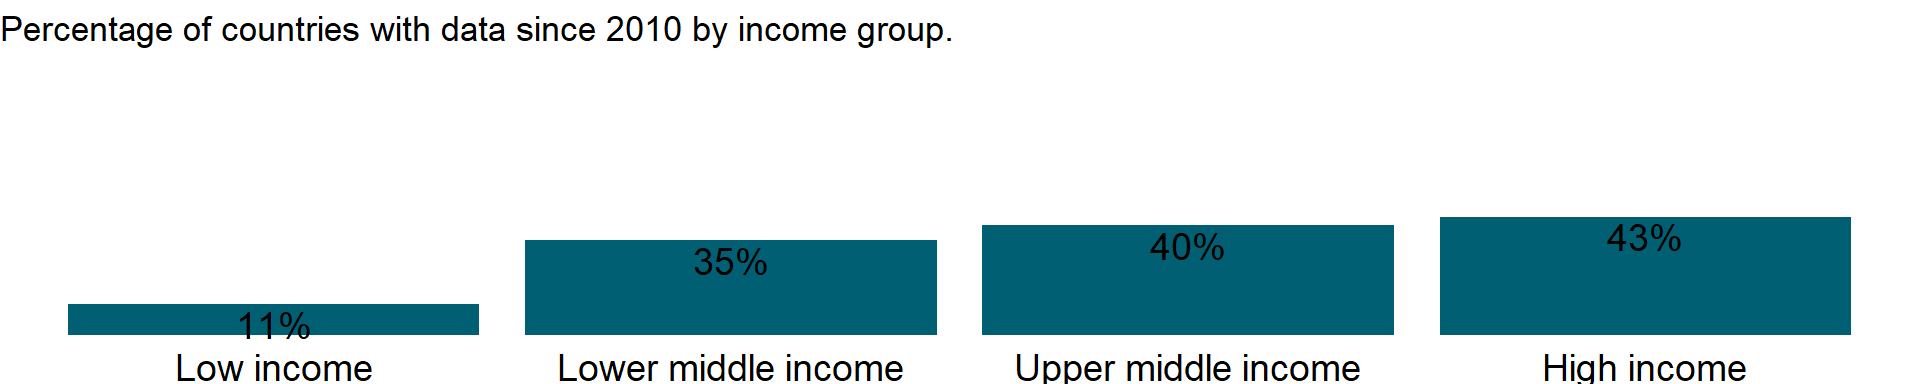 Percentage of countries with data since 2010 by income group.
11%
35%
40%
43%
Low income
Lower middle income
Upper middle income
High income